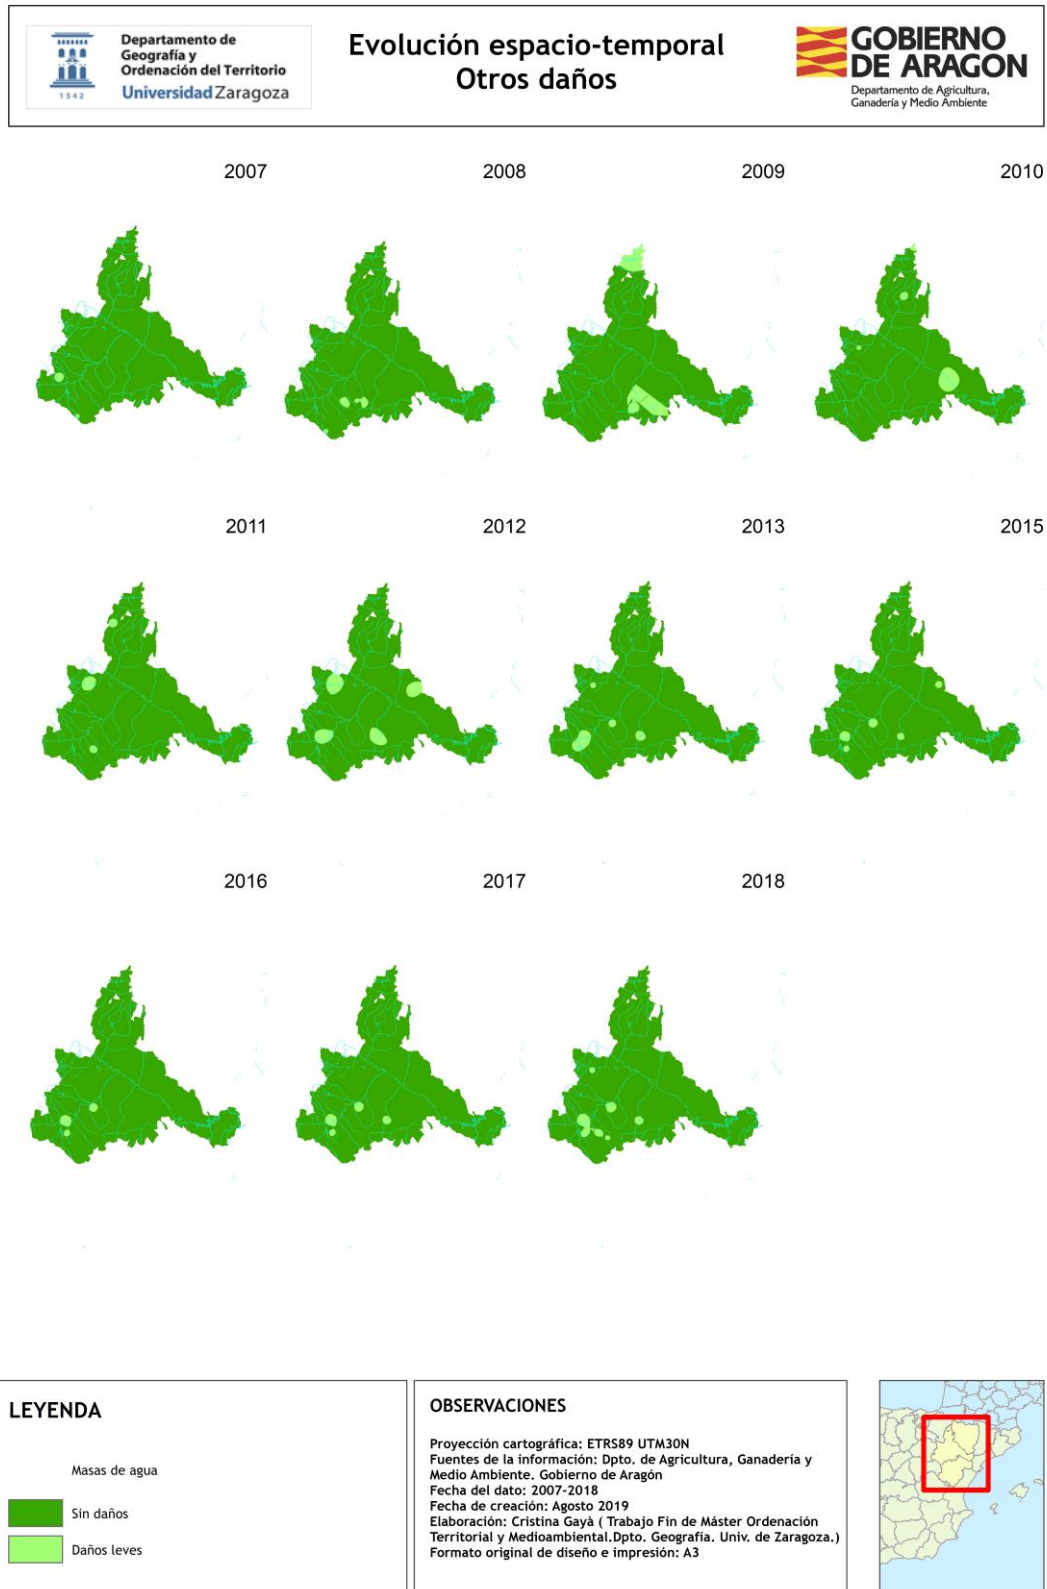 Departamento de
Geografía y
Ordenación del Territorio
Universidad Zaragoza
1542
Evolución espacio-temporal
Otros daños
GOBIERNO
DE ARAGON
Departamento de Agricultura,
Ganadería y Medio Ambiente
2007
2008
2009
2010
2011
2012
2013
2015
2016
2017
2018
LEYENDA
Masas de agua
Sin daños
Daños leves
OBSERVACIONES
Proyección cartográfica: ETRS89 UTM30N
Fuentes de la información: Dpto. de Agricultura, Ganadería y
Medio Ambiente. Gobierno de Aragón
Fecha del dato: 2007-2018
Fecha de creación: Agosto 2019
Elaboración: Cristina Gayà ( Trabajo Fin de Máster Ordenación
Territorial y Medioambiental.Dpto. Geografía. Univ. de Zaragoza.)
Formato original de diseño e impresión: A3